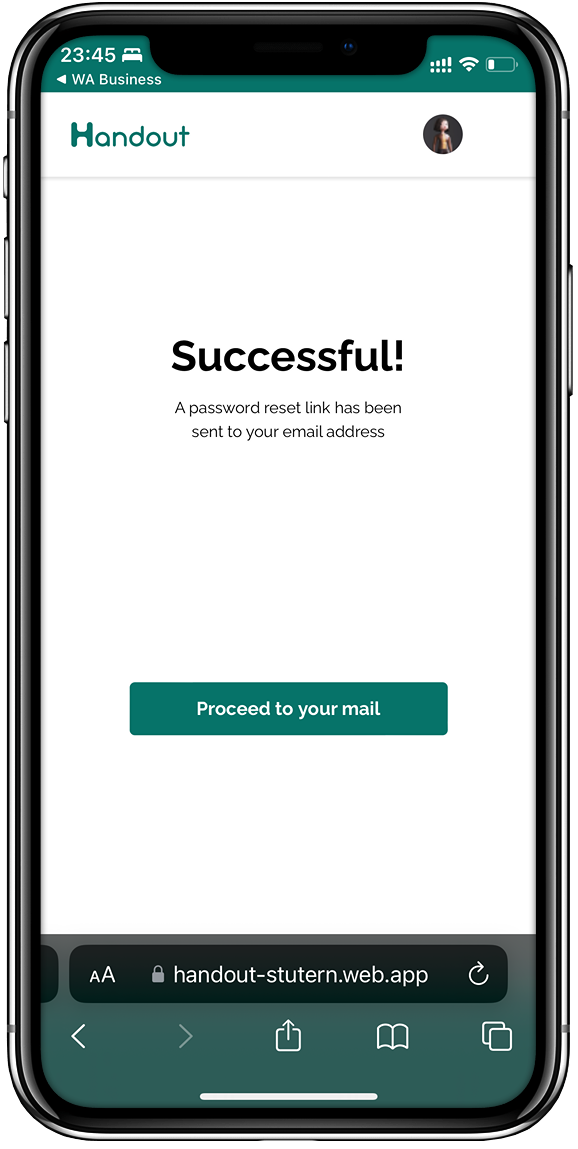 23:45
WA Business
Handout
Successful!
A password reset link has been
sent to your email address
Proceed to your mail
AA handout-stutern.web.app